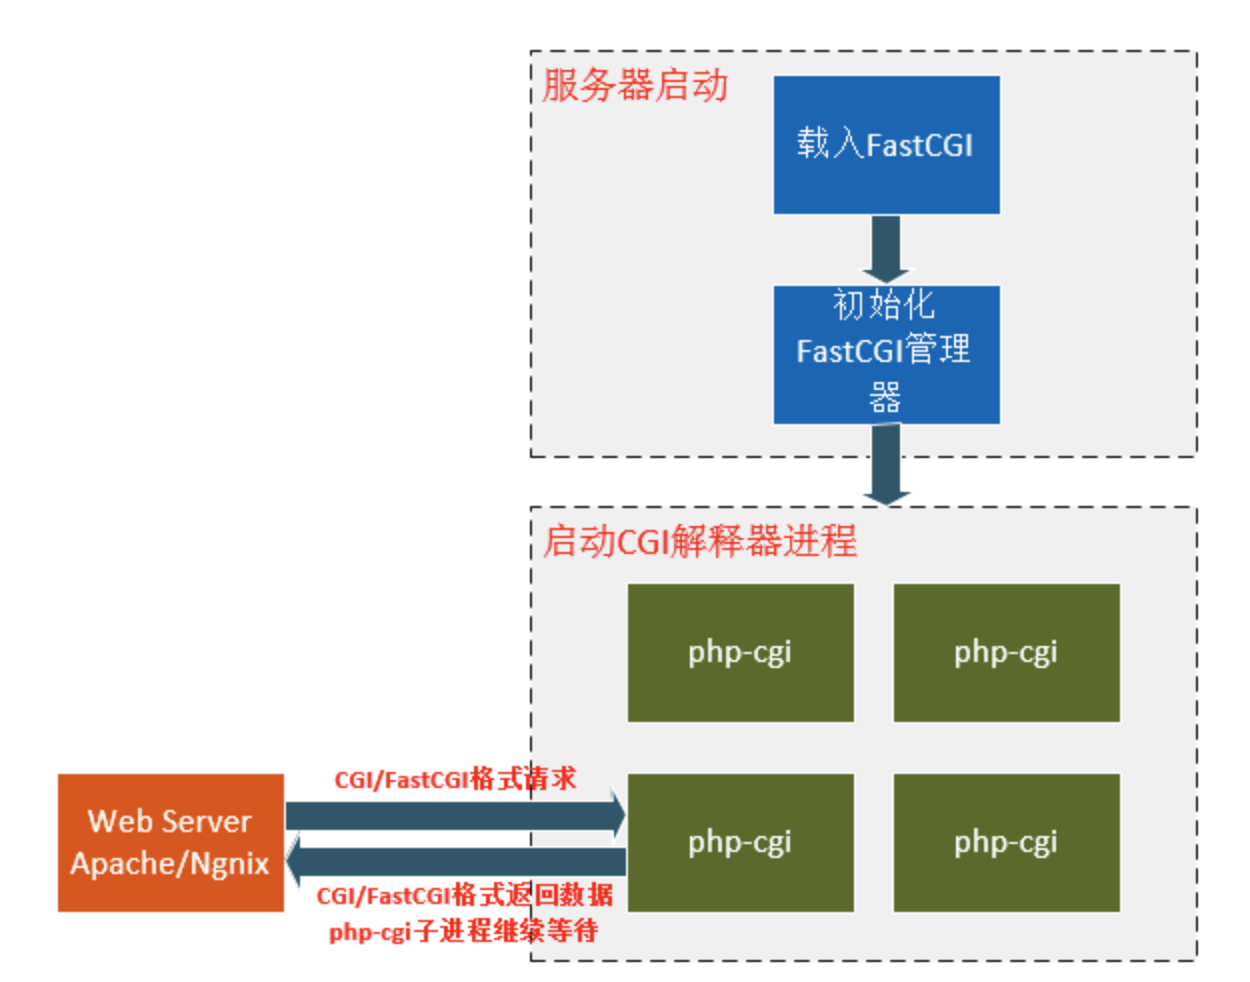 服务器启动
载入FastCGI
初始化
FastCGI管理
器
启动CGI解释器进程
php-cgi
php-cgi
CGI/FastCGI格式请求
Web Server
Apache/Ngnix
php-cgi
php-cgi
CGI/FastCGI格式返回数据
php-cgi子进程继续等待